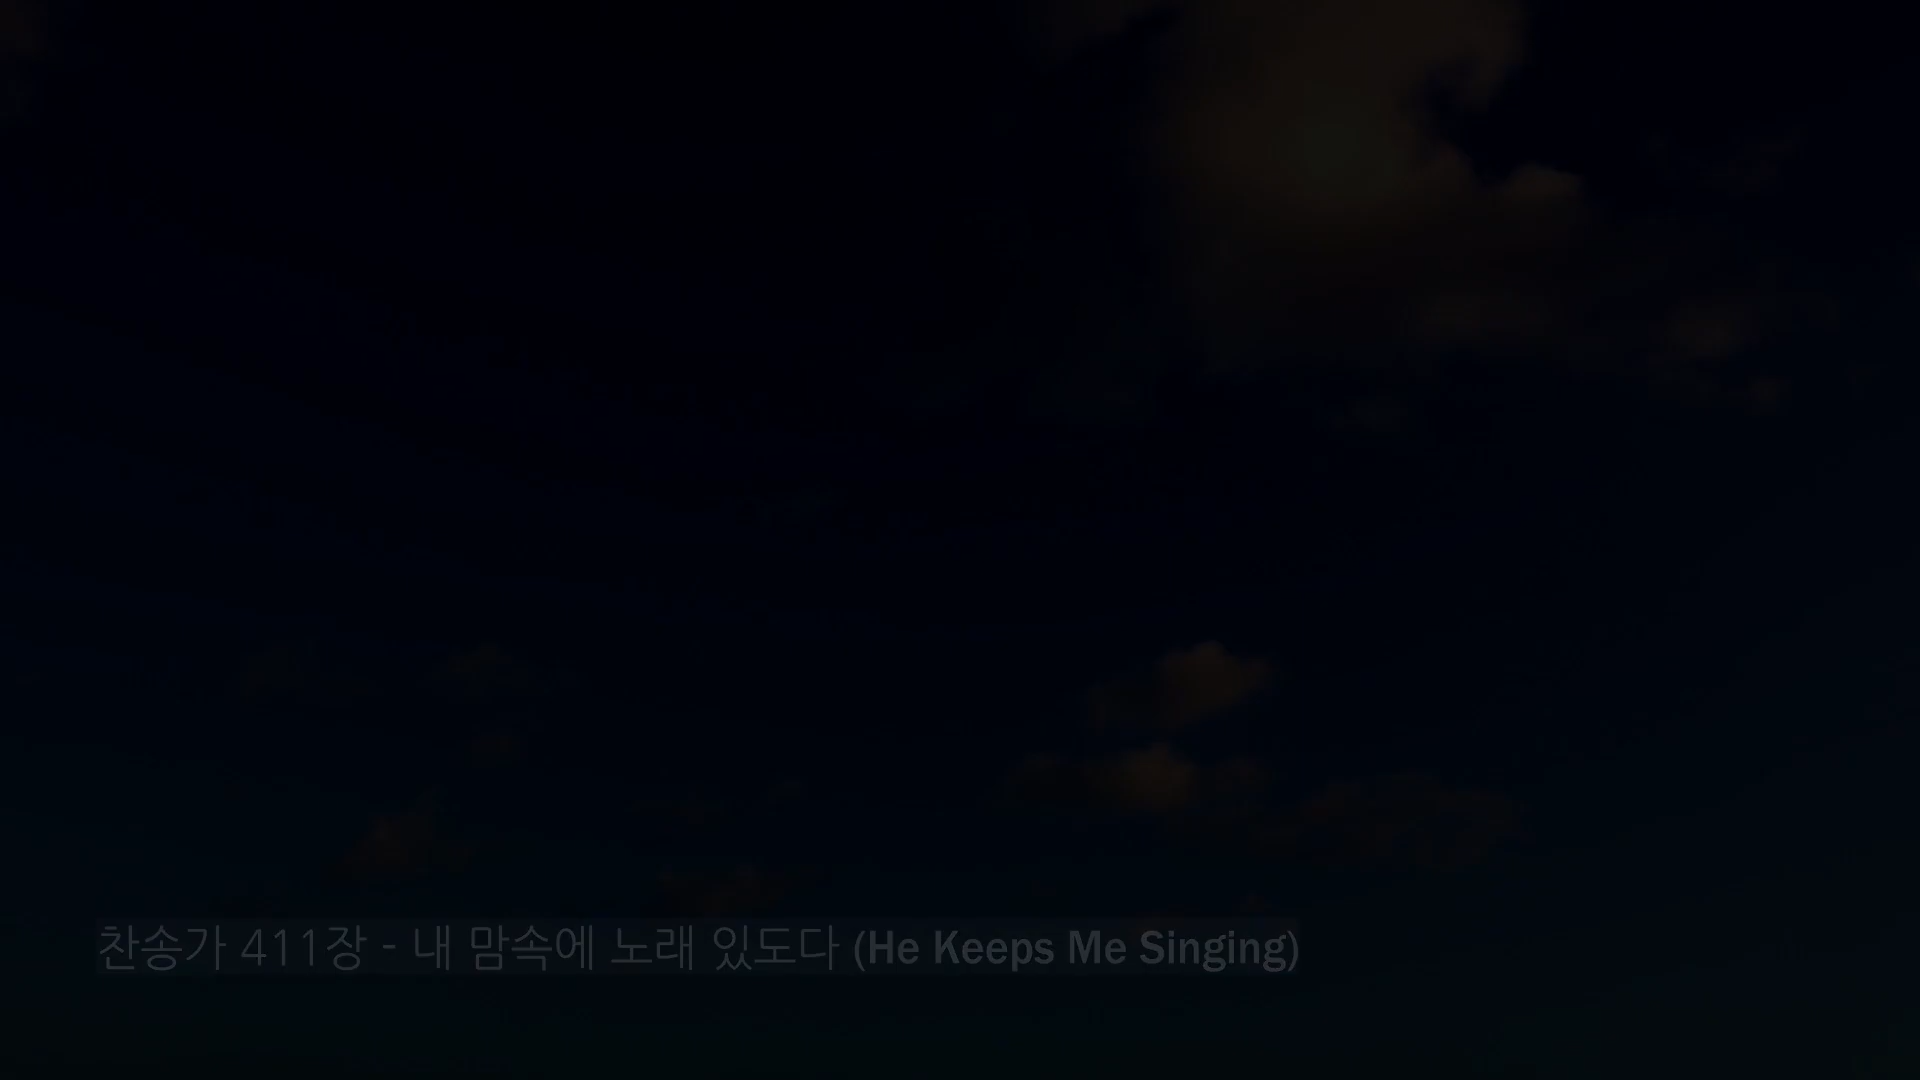 찬송가 411장 - 내 맘속에 노래 있도다 (He Keeps Me Singing)